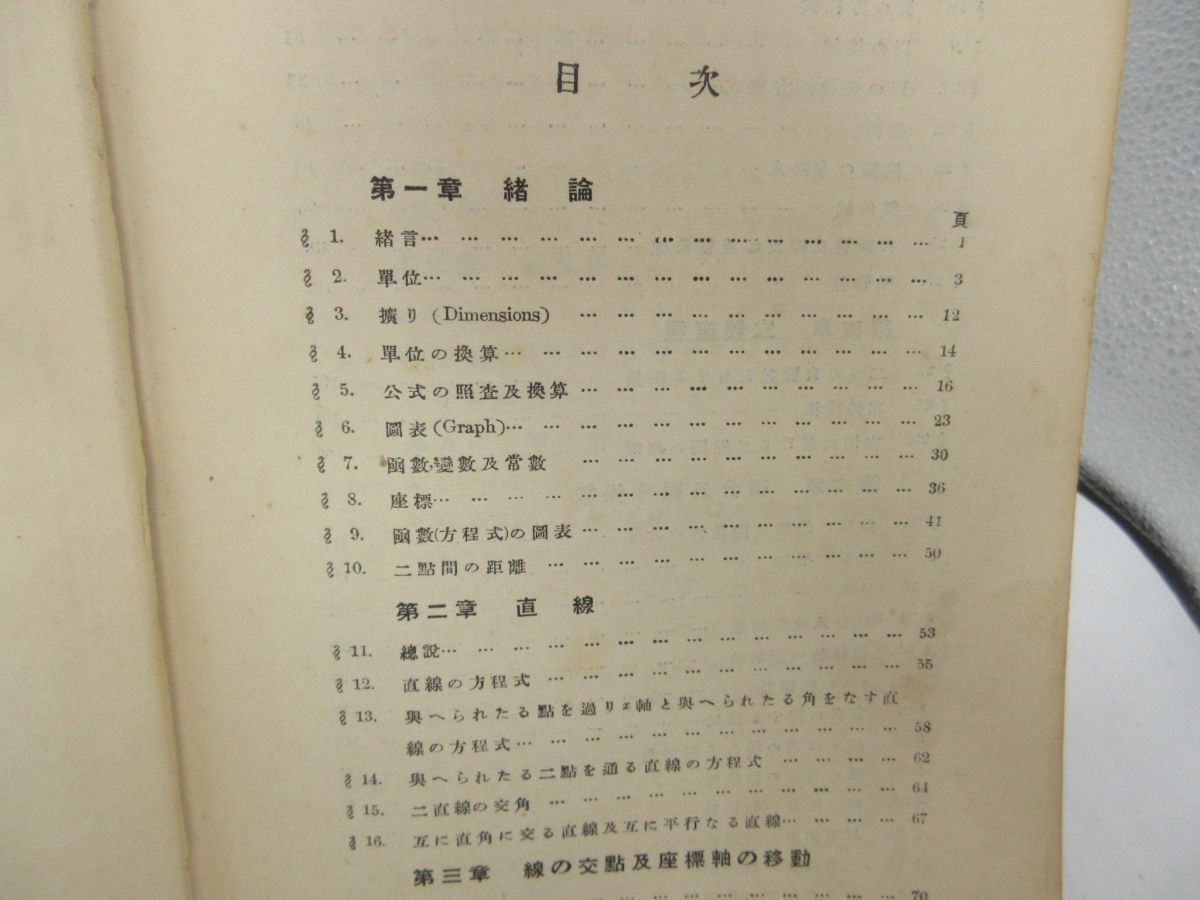 目次
第一章 緒論
頁
§ 1. 緒言… … … … … … … … … … … … … … 1
§ 2. 單位… … … … … … … … … … … … … … 3
§ 3. 擴り (Dimensions) … … … … … … … … … … 12
§ 4. 單位の換算… … … … … … … … … … … … 14
§ 5. 公式の照査及換算 … … … … … … … … … … 16
§ 6. 圖表(Graph)… … … … … … … … … … … … 23
§ 7. 函數,變數及常數 … … … … … … … … … … 30
§ 8. 座標… … … … … … … … … … … … … … 36
§ 9. 函數(方程式)の圖表… … … … … … … … … … 41
§ 10. 二點間の距離 … … … … … … … … … … … 50
第二章 直線
§ 11. 總説… … … … … … … … … … … … … … 53
§ 12. 直線の方程式 … … … … … … … … … … … 55
§ 13. 與へられたる點を過りx軸と與へられたる角をなす直
線の方程式… … … … … … … … … … … … 58
§ 14. 與へられたる二點を通る直線の方程式 … … … … 62
§ 15. 二直線の交角 … … … … … … … … … … … 64
§ 16. 互に直角に交る直線及互に平行なる直線… … … … 67
第三章 線の交點及座標軸の移動
70